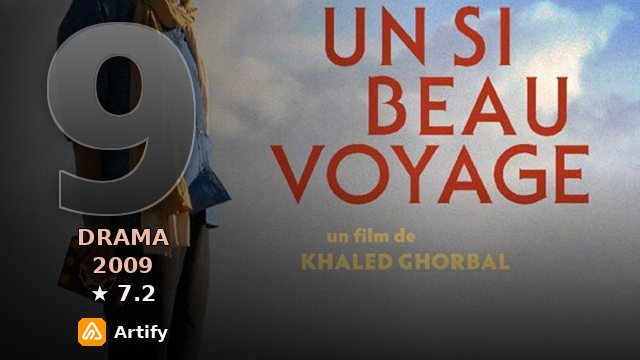 9
UN SI
BEAU
VOYAGE
un film de
KHALED GHORBAL
DRAMA
2009
★ 7.2
Artify